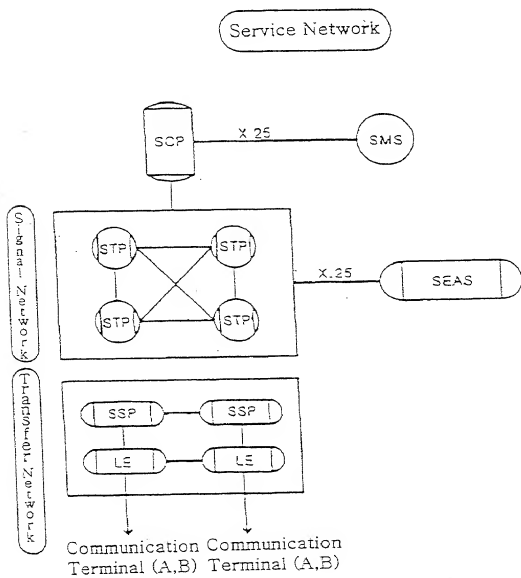 Service Network
SCP
X.25
SMS
Signal Network
STP
STP
STP
STP
X.25
SEAS
Transfer Network
SSP
SSP
LE
LE
Communication
Terminal (A,B)
Communication
Terminal (A,B)